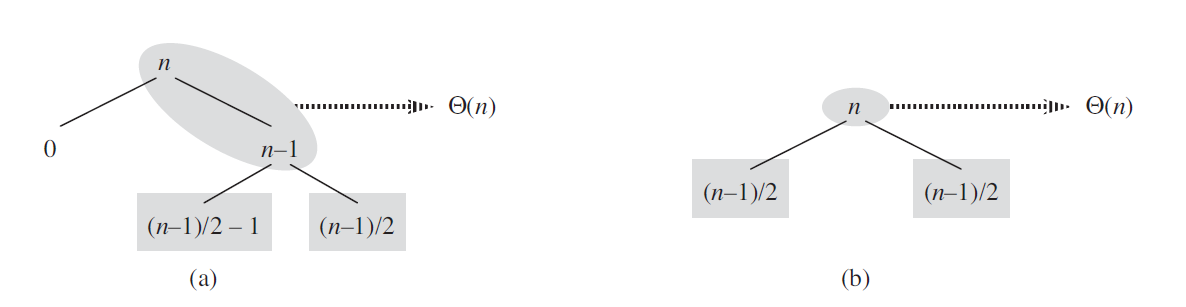 n
Θ(n)
0
n–1
(n–1)/2 – 1
(n–1)/2
(a)
n
Θ(n)
(n–1)/2
(n–1)/2
(b)